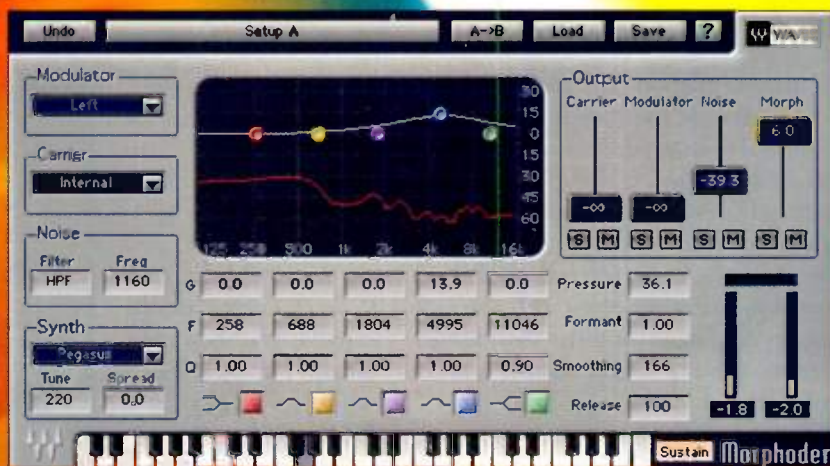 Undo Setup A A->B Load Save ? WAVES
Modulator
Left
Carrier
Internal
Noise
Filter Freq
HPF 1160
Synth
Pegasus
Tune Spread
220 0.0
30
15
0
15
30
45
60
125 250 500 1k 2k 4k 8k 16k
G 0.0 0.0 0.0 13.9 0.0
F 258 688 1804 4995 11046
Q 1.00 1.00 1.00 1.00 0.90
Output
Carrier Modulator Noise Morph
-∞ -∞ -39.3 6.0
S M S M S M S M
Pressure 36.1
Formant 1.00
Smoothing 166
Release 100
-1.8 -2.0
Sustain Morphoder